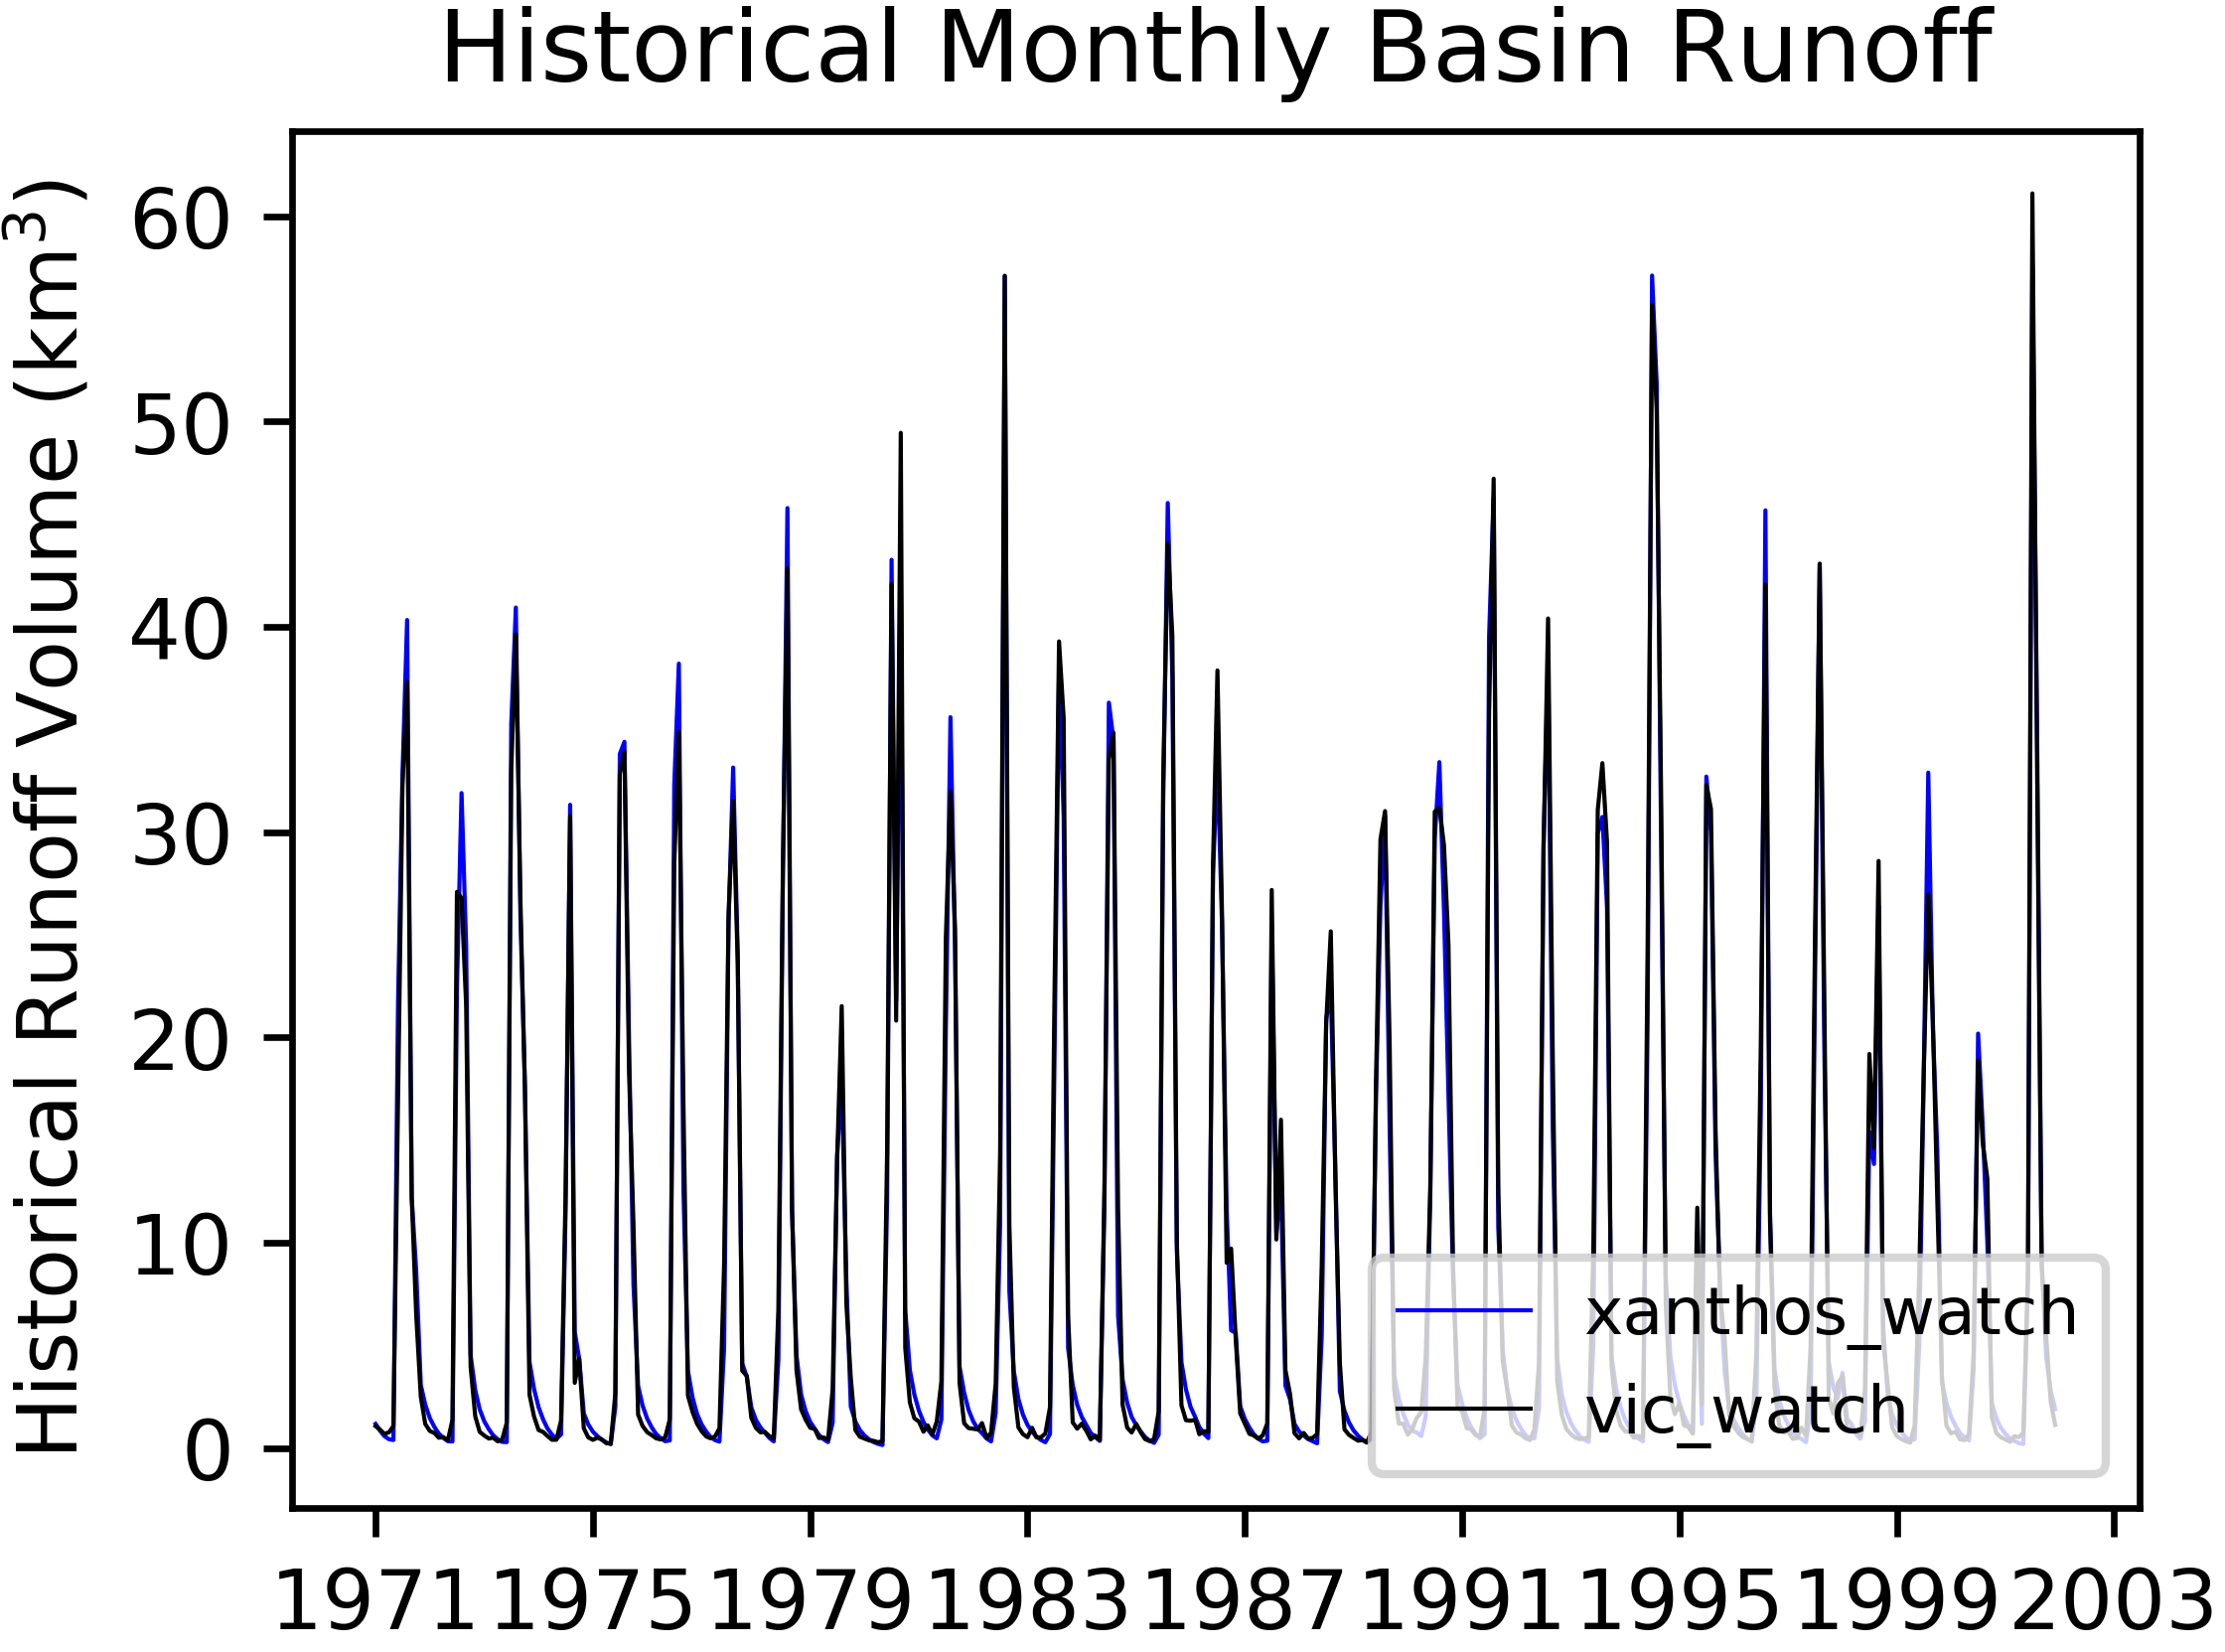 Historical Monthly Basin Runoff
Historical Runoff Volume (km³)
60
50
40
30
20
10
0
xanthos_watch
vic_watch
1971 1975 1979 1983 1987 1991 1995 1999 2003